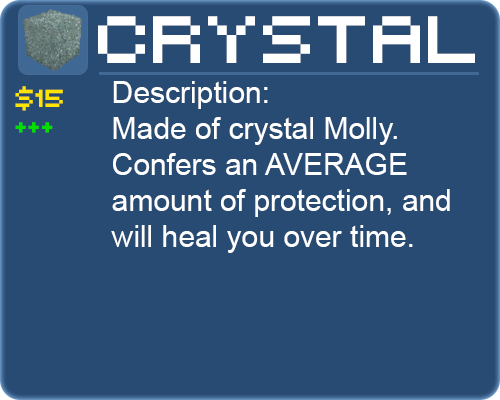 CRYSTAL
$15
+++
Description:
Made of crystal Molly.
Confers an AVERAGE
amount of protection, and
will heal you over time.